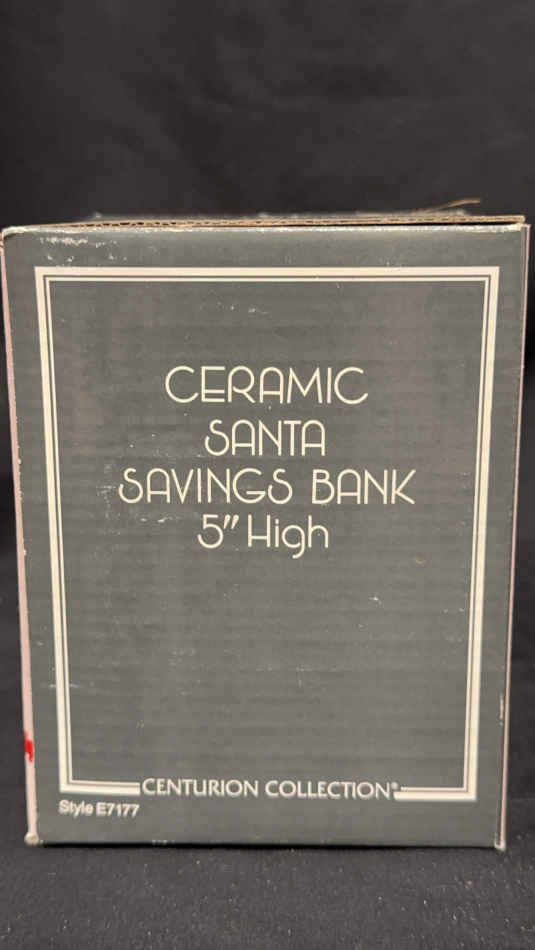 CERAMIC
SANTA
SAVINGS BANK
5" High
CENTURION COLLECTION®
Style E7177